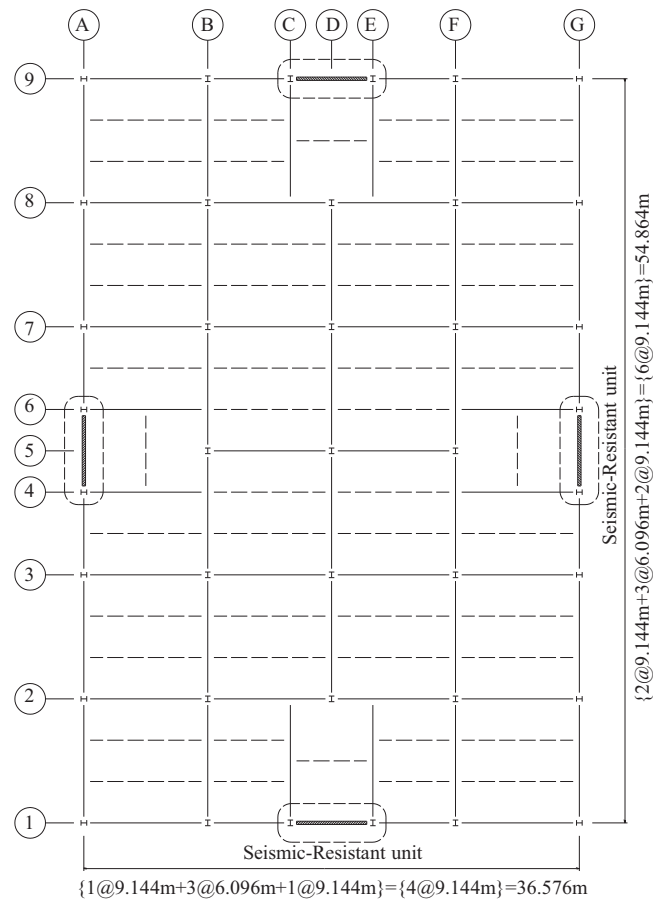 A B C D E F G
9
8
7
6
5
4
3
2
1
Seismic-Resistant unit
{2@9.144m+3@6.096m+2@9.144m}={6@9.144m}=54.864m
Seismic-Resistant unit
{1@9.144m+3@6.096m+1@9.144m}={4@9.144m}=36.576m